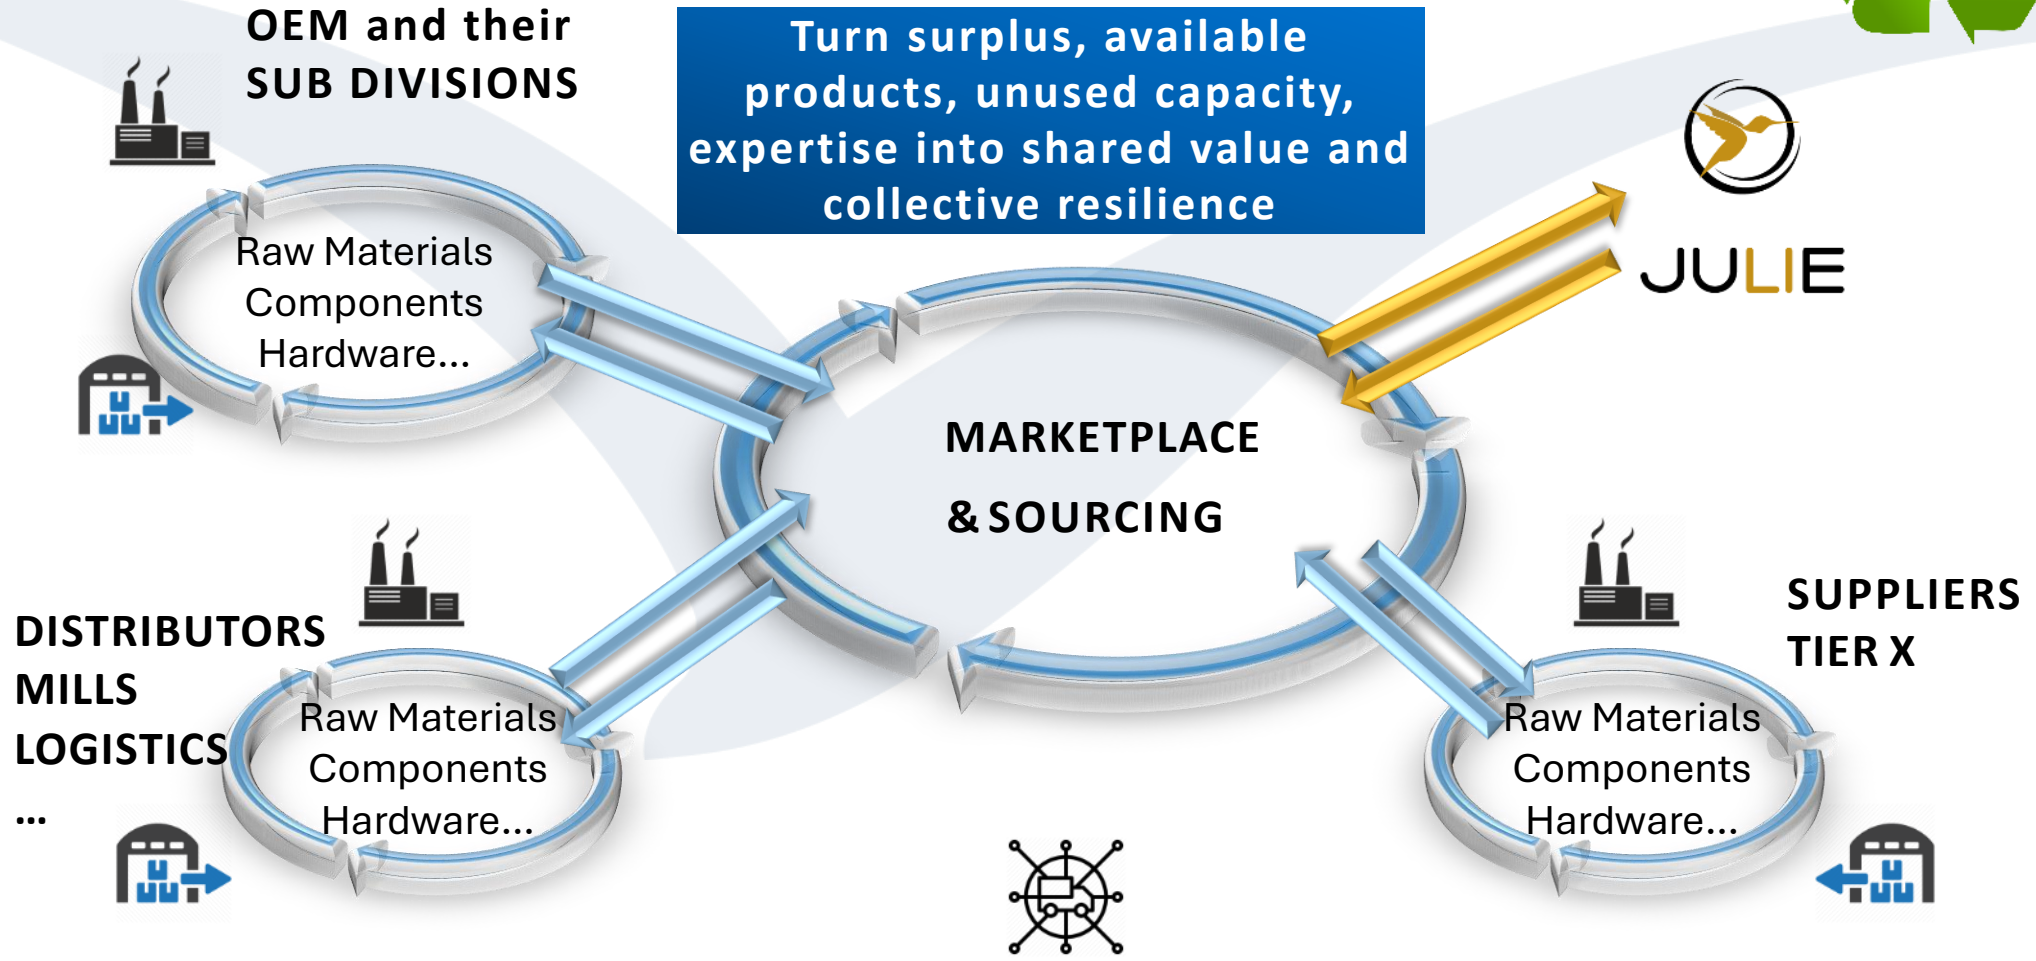 OEM and their
SUB DIVISIONS
Turn surplus, available
products, unused capacity,
expertise into shared value and
collective resilience
JULIE
Raw Materials
Components
Hardware...
MARKETPLACE
& SOURCING
DISTRIBUTORS
MILLS
LOGISTICS
...
Raw Materials
Components
Hardware...
SUPPLIERS
TIER X
Raw Materials
Components
Hardware...